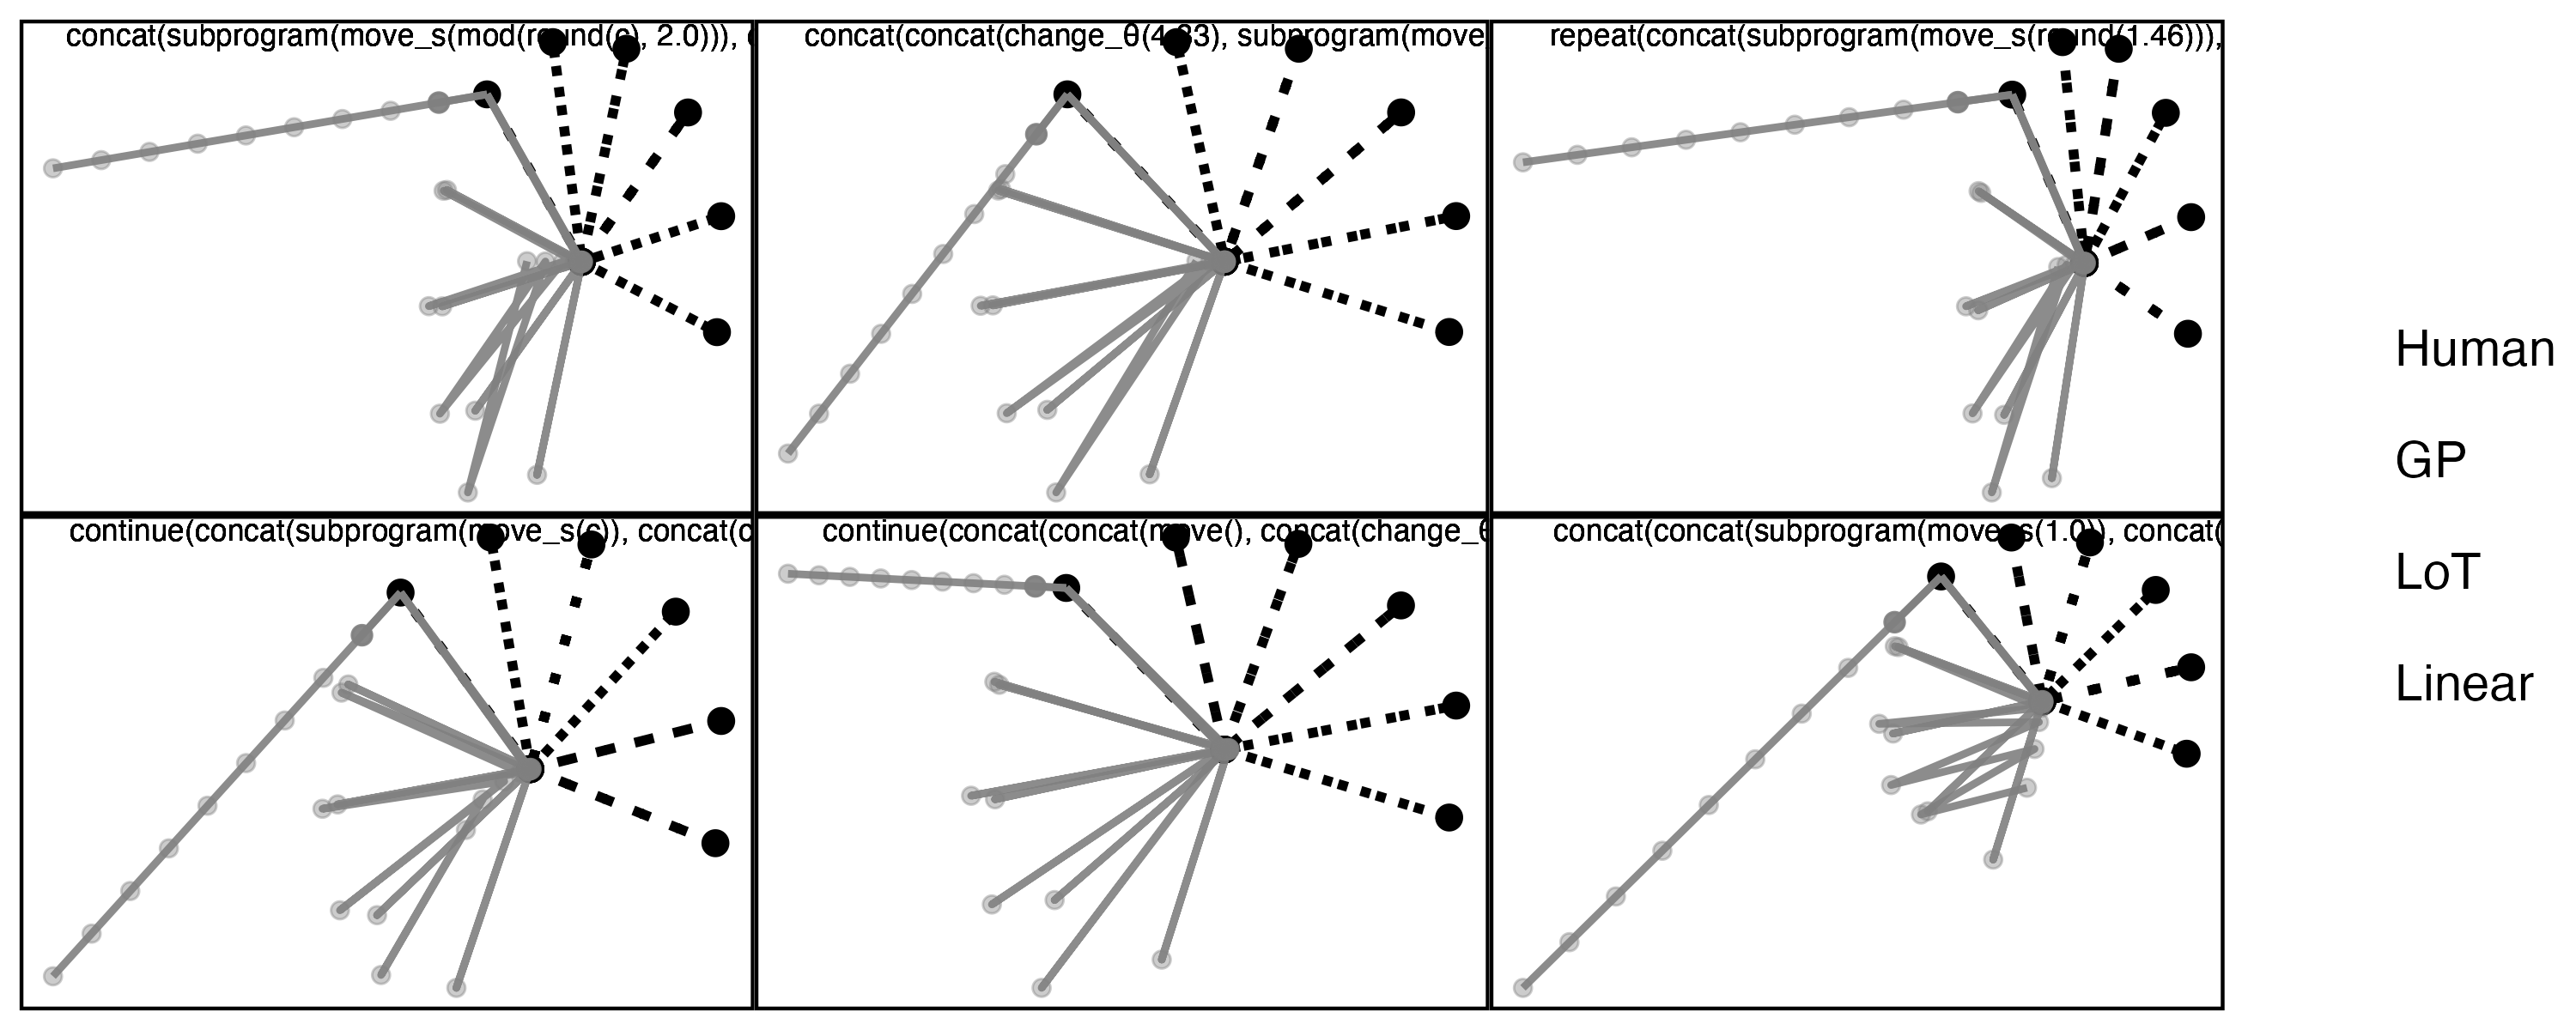 concat(subprogram(move_s(mod(round(c), 2.0))),
concat(concat(change_θ(4.33), subprogram(move_
repeat(concat(subprogram(move_s(round(1.46))),
continue(concat(subprogram(move_s(c)), concat(c
continue(concat(concat(move(), concat(change_θ
concat(concat(subprogram(move_s(1.0)), concat(
Human
GP
LoT
Linear